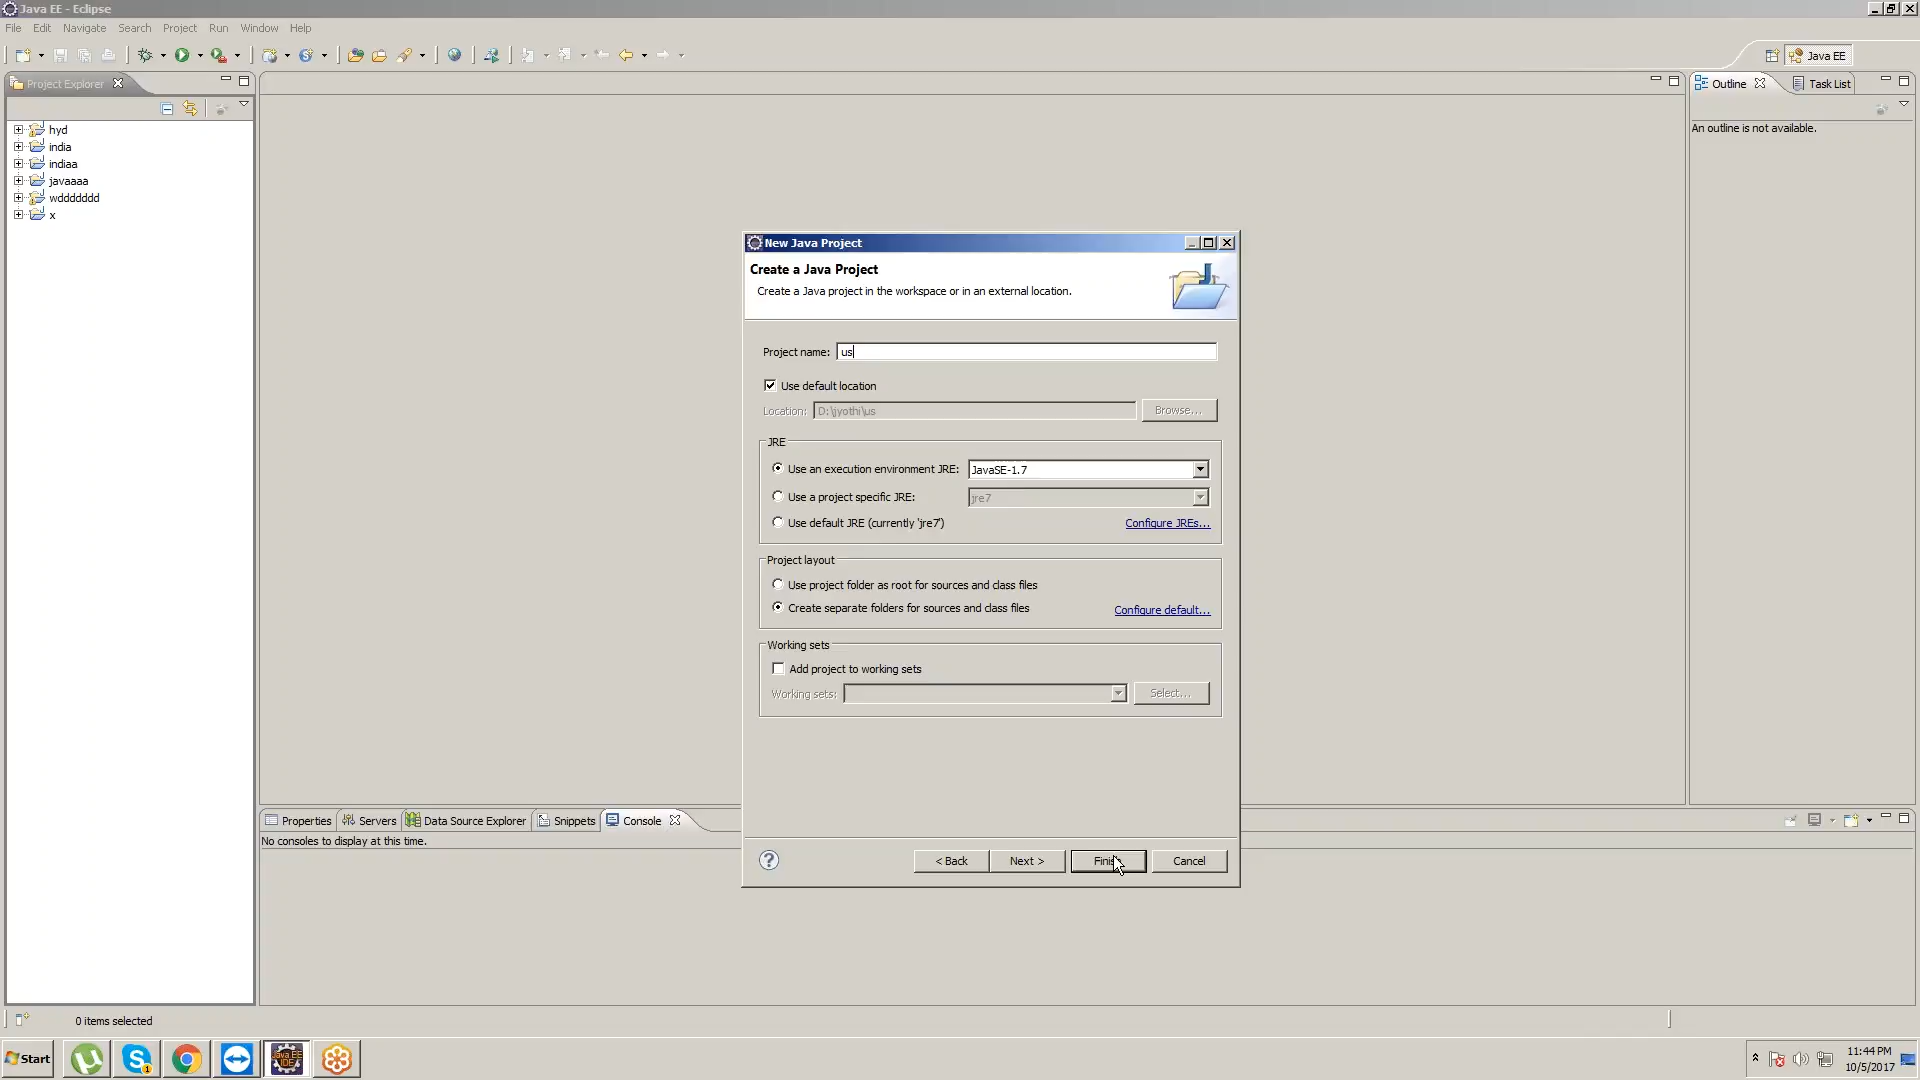 Java EE - Eclipse
File Edit Navigate Search Project Run Window Help
Java EE
Project Explorer
Outline
Task List
hyd
india
indiaa
javaaaa
wddddddd
x
An outline is not available.
New Java Project
Create a Java Project
Create a Java project in the workspace or in an external location.
Project name: us
Use default location
Location: D:\jyothi\us Browse...
JRE
Use an execution environment JRE: JavaSE-1.7
Use a project specific JRE: jre7
Use default JRE (currently 'jre7') Configure JREs...
Project layout
Use project folder as root for sources and class files
Create separate folders for sources and class files Configure default...
Working sets
Add project to working sets
Working sets: Select...
? < Back Next > Finish Cancel
Properties Servers Data Source Explorer Snippets Console
No consoles to display at this time.
0 items selected
Start
Java EE
IDE
11:44 PM
10/5/2017